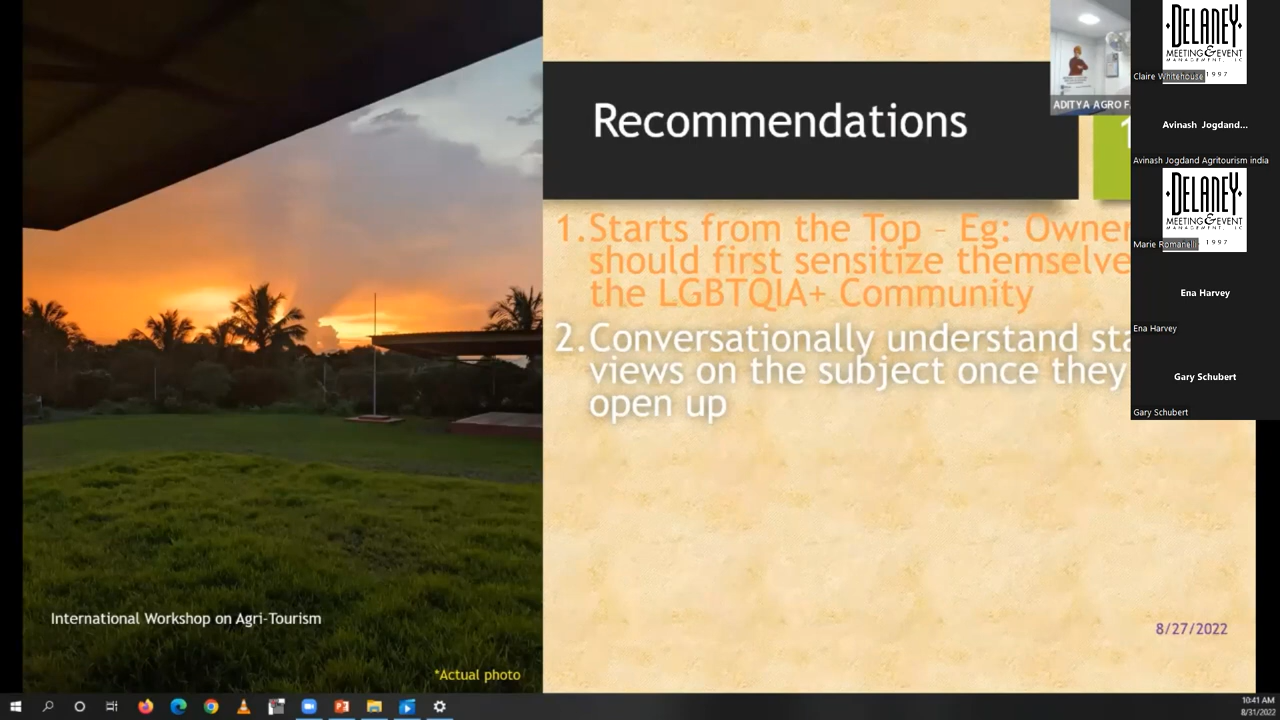 Recommendations
1
1.Starts from the Top – Eg: Owner
should first sensitize themselve
the LGBTQIA+ Community
2.Conversationally understand sta
views on the subject once they
open up
International Workshop on Agri-Tourism
*Actual photo
8/27/2022
ADITYA AGRO F
DELANEY
MEETING & EVENT
MANAGEMENT, LLC
1997
Claire Whitehouse
Avinash Jogdand...
Avinash Jogdand Agritourism india
DELANEY
MEETING & EVENT
MANAGEMENT, LLC
1997
Marie Romanelli
Ena Harvey
Ena Harvey
Gary Schubert
Gary Schubert
10:41 AM
8/31/2022